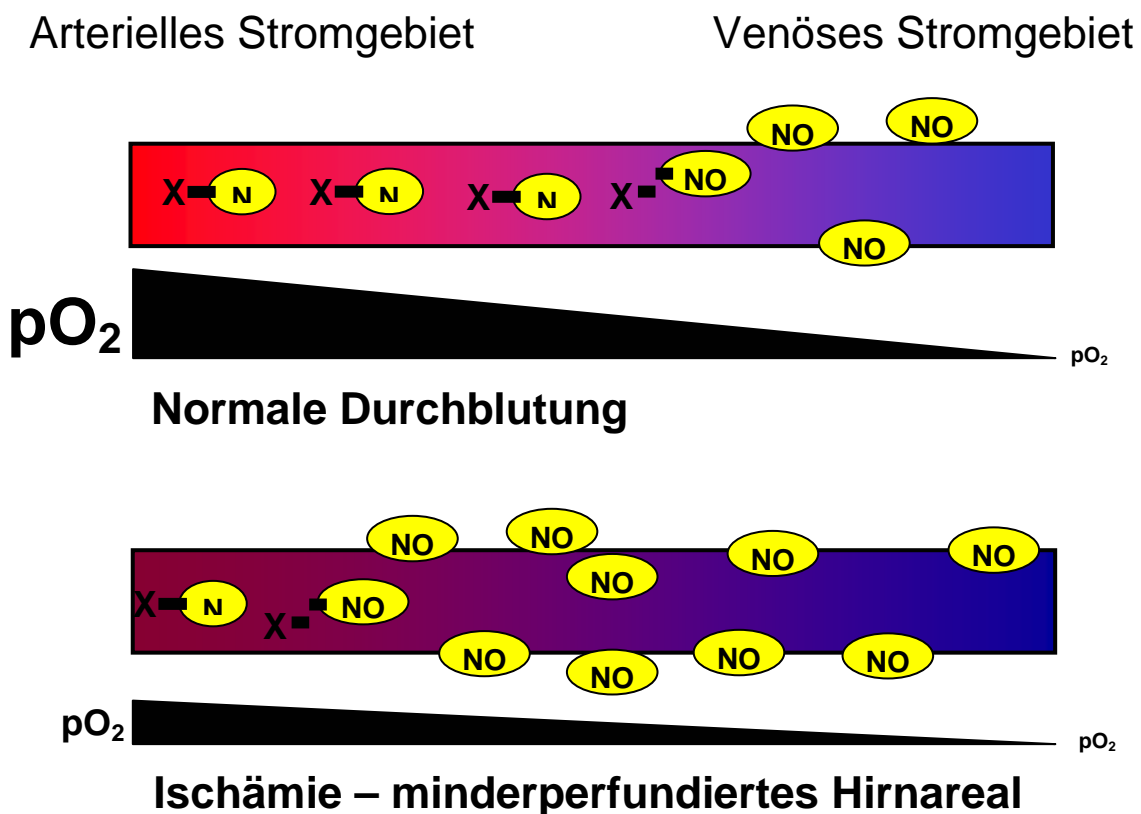 Arterielles Stromgebiet Venöses Stromgebiet
NO NO
X N X N X N X NO
NO
pO₂ pO₂
Normale Durchblutung
NO NO NO NO
NO
X N X NO
NO NO NO NO
pO₂ pO₂
Ischämie – minderperfundiertes Hirnareal